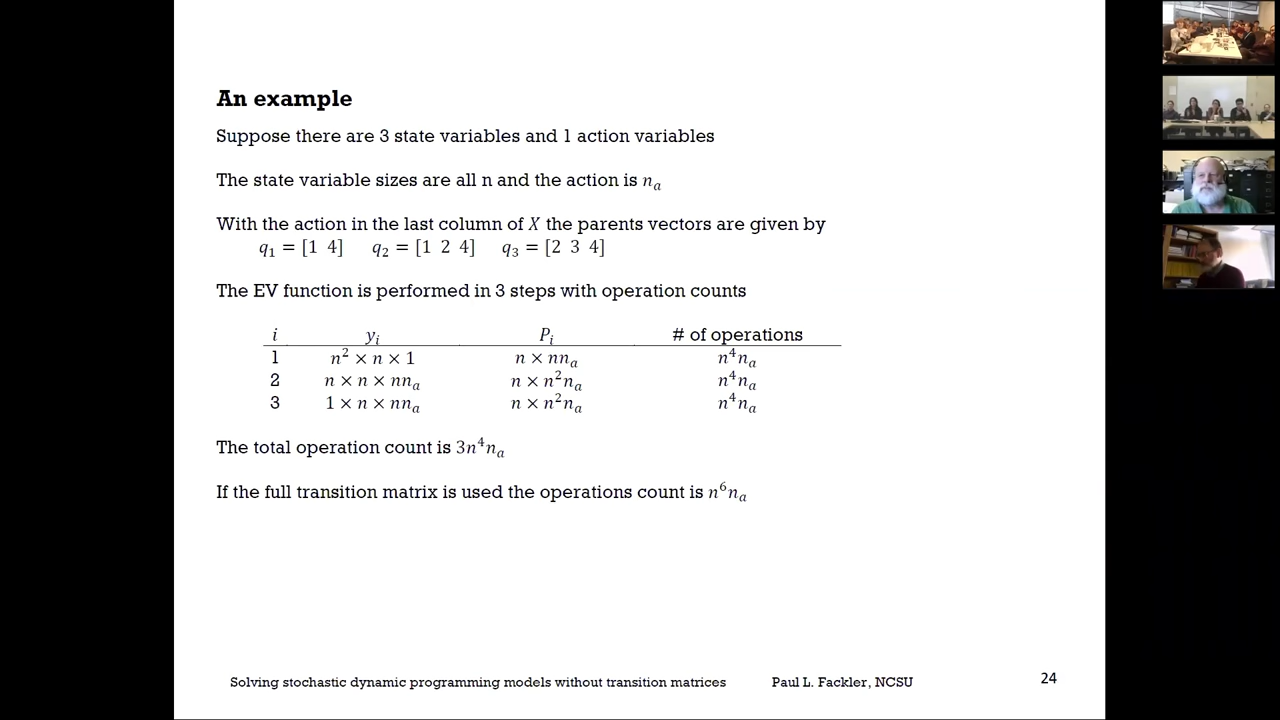 An example
Suppose there are 3 state variables and 1 action variables
The state variable sizes are all n and the action is nₐ
With the action in the last column of X the parents vectors are given by
q₁ = [1 4] q₂ = [1 2 4] q₃ = [2 3 4]
The EV function is performed in 3 steps with operation counts
i yᵢ Pᵢ # of operations
1 n² × n × 1 n × nnₐ n⁴nₐ
2 n × n × nnₐ n × n²nₐ n⁴nₐ
3 1 × n × nnₐ n × n²nₐ n⁴nₐ
The total operation count is 3n⁴nₐ
If the full transition matrix is used the operations count is n⁶nₐ
Solving stochastic dynamic programming models without transition matrices Paul L. Fackler, NCSU 24